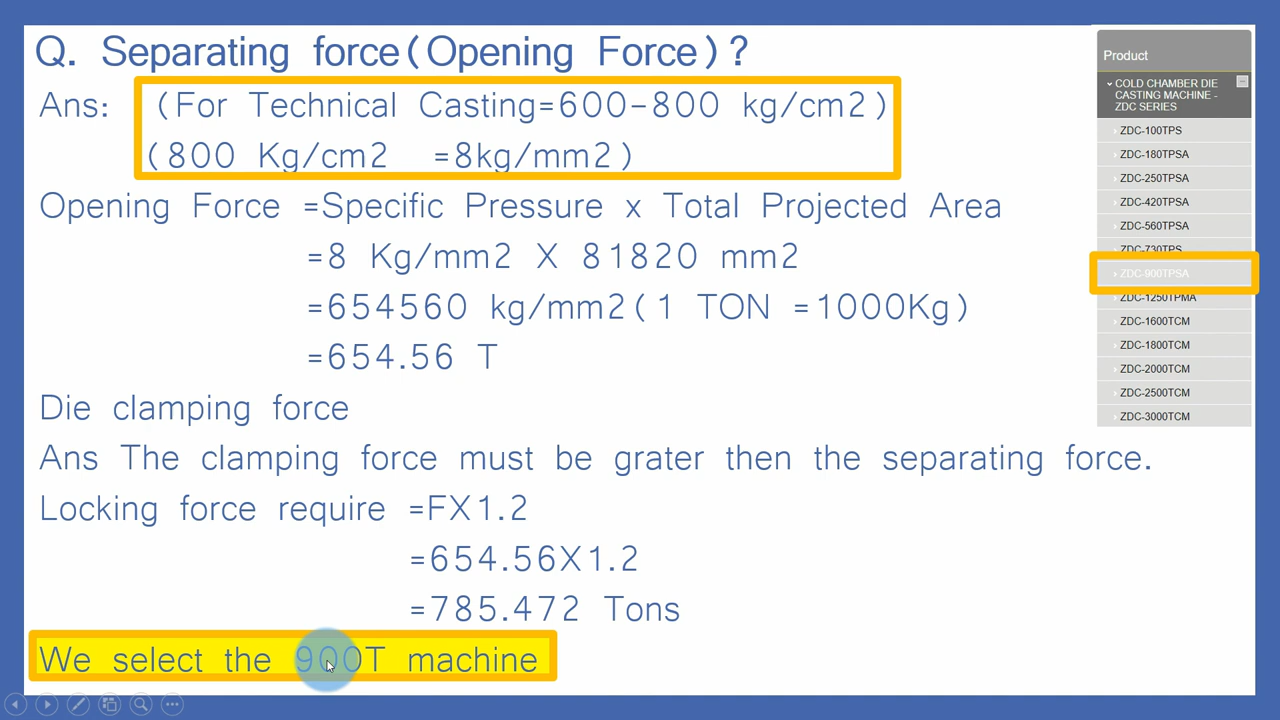 Q. Separating force(Opening Force)?
Ans: (For Technical Casting=600-800 kg/cm2)
(800 Kg/cm2 =8kg/mm2)
Opening Force =Specific Pressure x Total Projected Area
=8 Kg/mm2 X 81820 mm2
=654560 kg/mm2(1 TON =1000Kg)
=654.56 T
Die clamping force
Ans The clamping force must be grater then the separating force.
Locking force require =FX1.2
=654.56X1.2
=785.472 Tons
We select the 900T machine
Product
COLD CHAMBER DIE
CASTING MACHINE -
ZDC SERIES
ZDC-100TPS
ZDC-180TPSA
ZDC-250TPSA
ZDC-420TPSA
ZDC-560TPSA
ZDC-730TPS
ZDC-900TPSA
ZDC-1250TPMA
ZDC-1600TCM
ZDC-1800TCM
ZDC-2000TCM
ZDC-2500TCM
ZDC-3000TCM